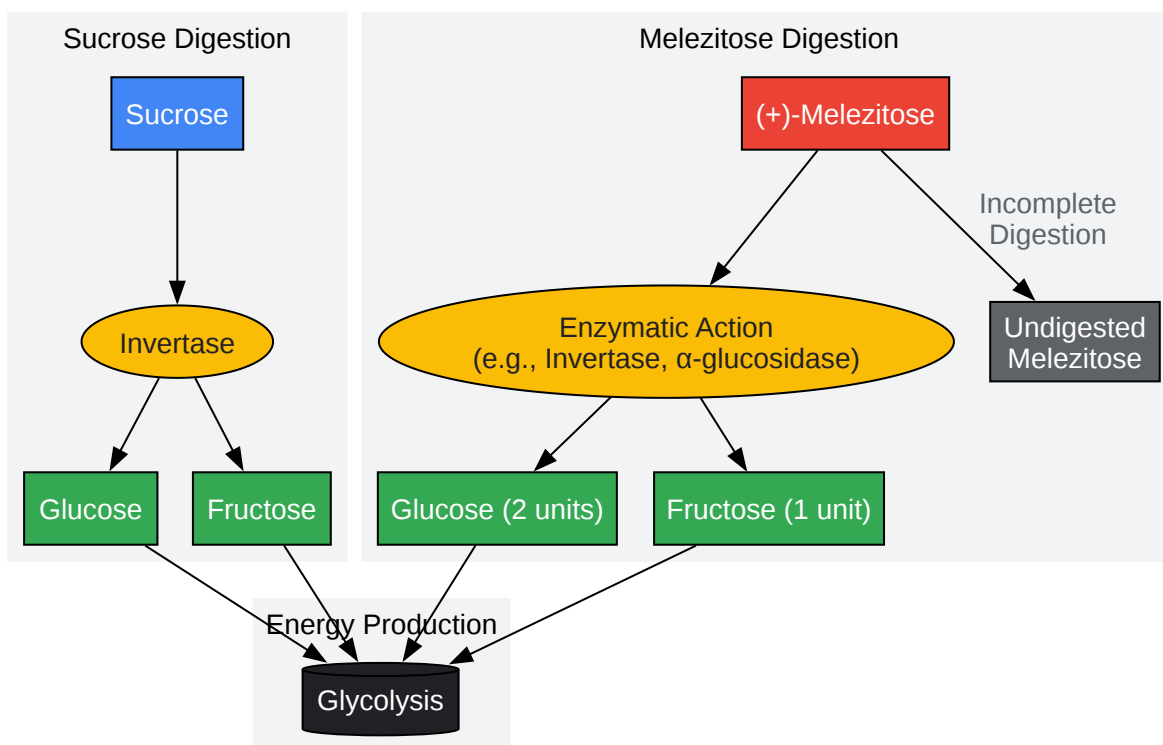 Sucrose Digestion
Melezitose Digestion
Sucrose
(+)-Melezitose
Incomplete
Digestion
Invertase
Enzymatic Action
(e.g., Invertase, α-glucosidase)
Undigested
Melezitose
Glucose
Fructose
Glucose (2 units)
Fructose (1 unit)
Energy Production
Glycolysis